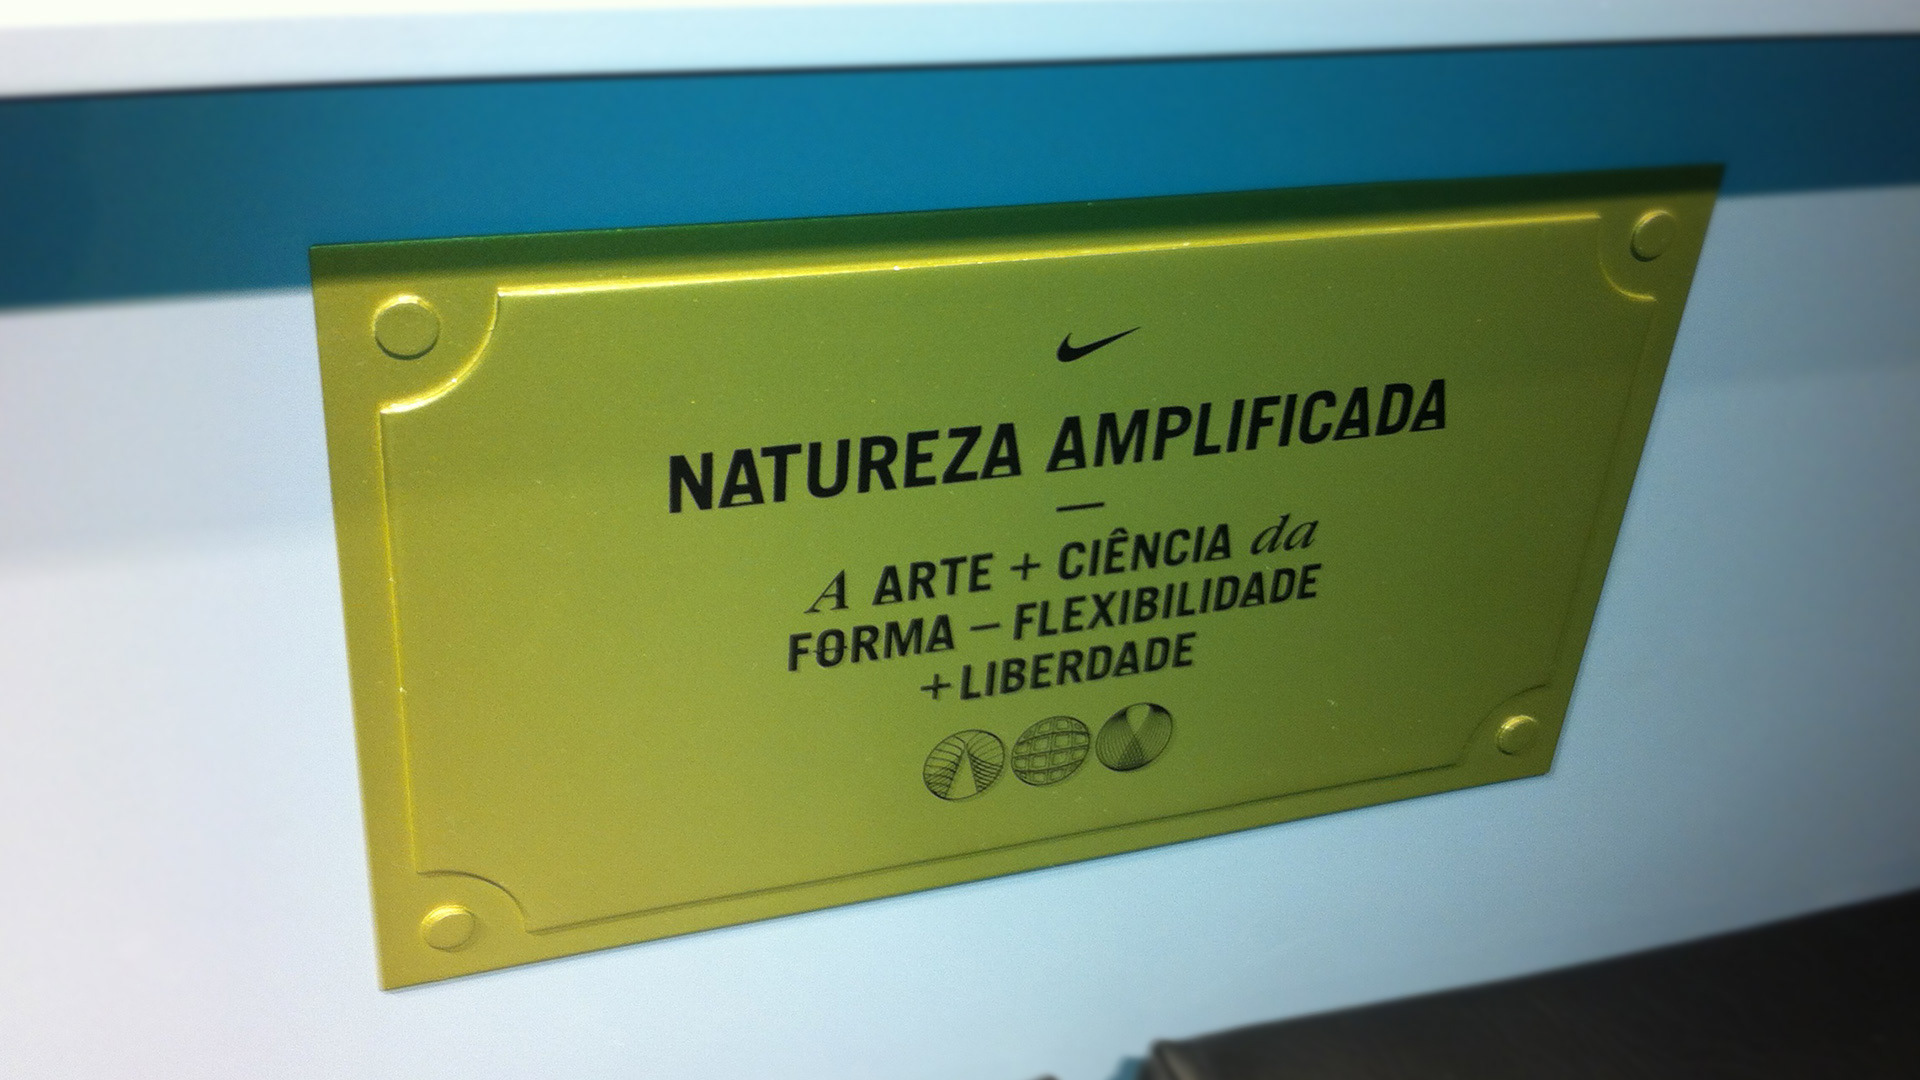 NATUREZA AMPLIFICADA
—
A ARTE + CIÊNCIA da
FORMA – FLEXIBILIDADE
+LIBERDADE